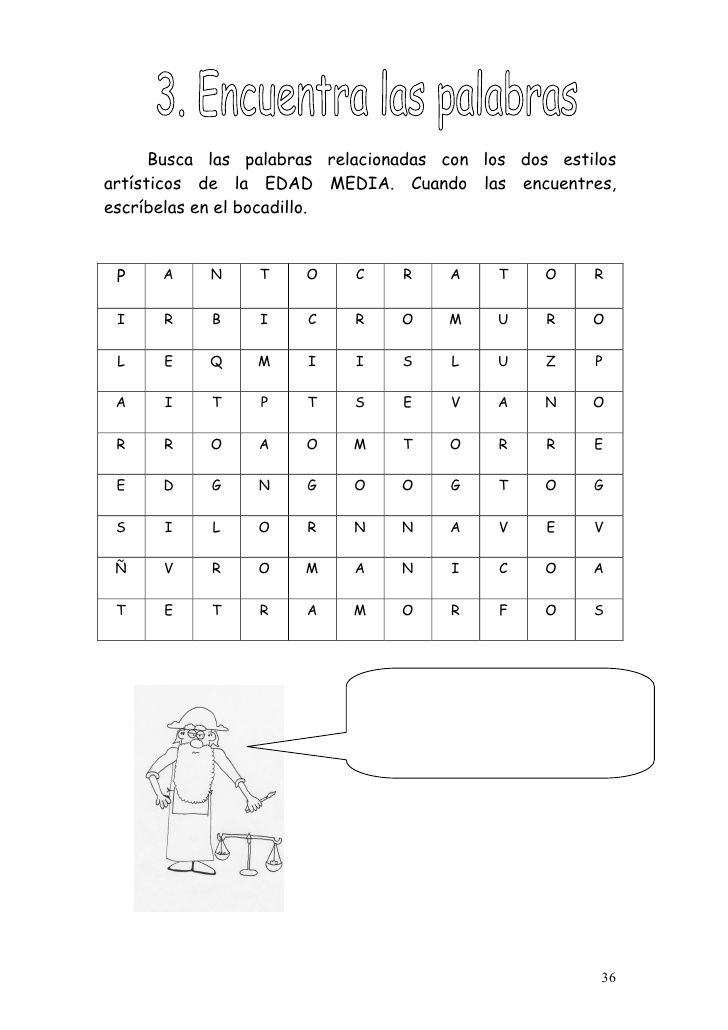 3. Encuentra las palabras
Busca las palabras relacionadas con los dos estilos
artísticos de la EDAD MEDIA. Cuando las encuentres,
escríbelas en el bocadillo.
P A N T O C R A T O R
I R B I C R O M U R O
L E Q M I I S L U Z P
A I T P T S E V A N O
R R O A O M T O R R E
E D G N G O O G T O G
S I L O R N N A V E V
Ñ V R O M A N I C O A
T E T R A M O R F O S
36